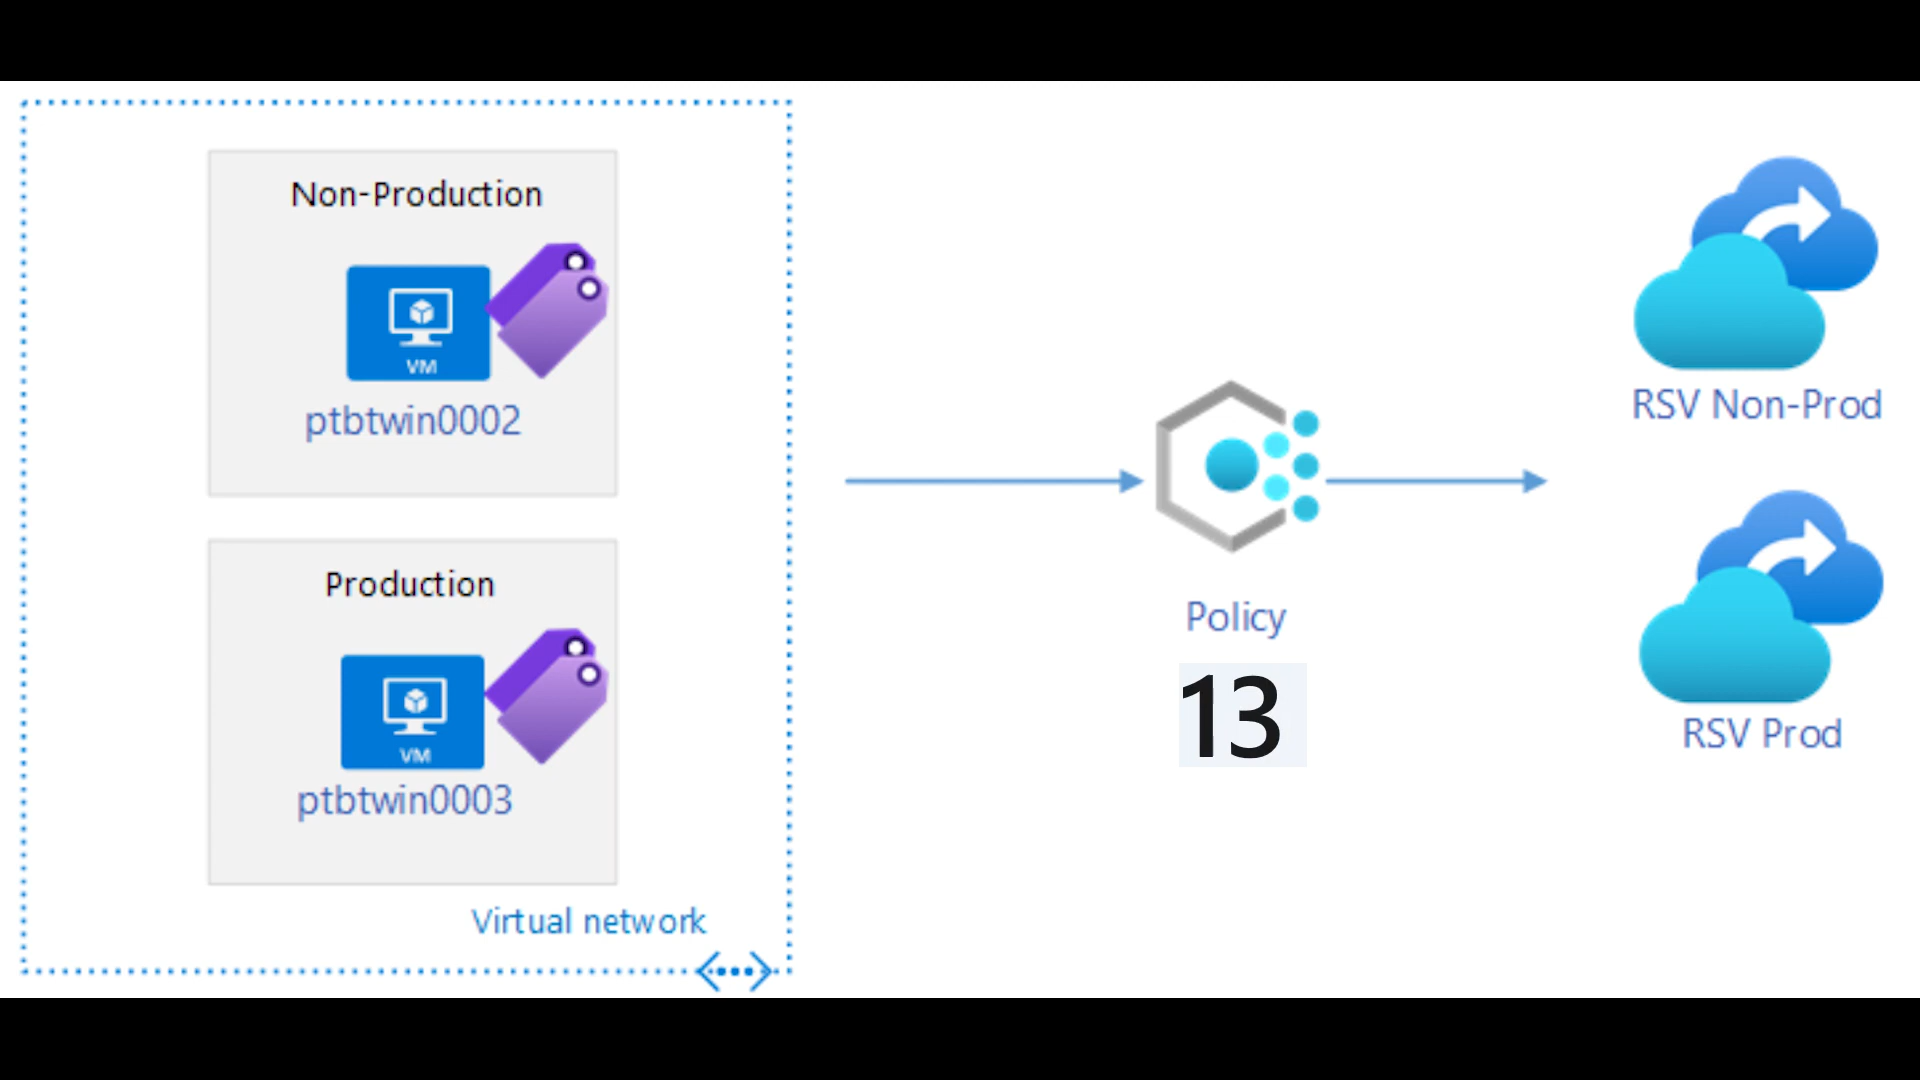 Non-Production
VM
ptbtwin0002
Production
VM
ptbtwin0003
Virtual network
Policy
13
RSV Non-Prod
RSV Prod